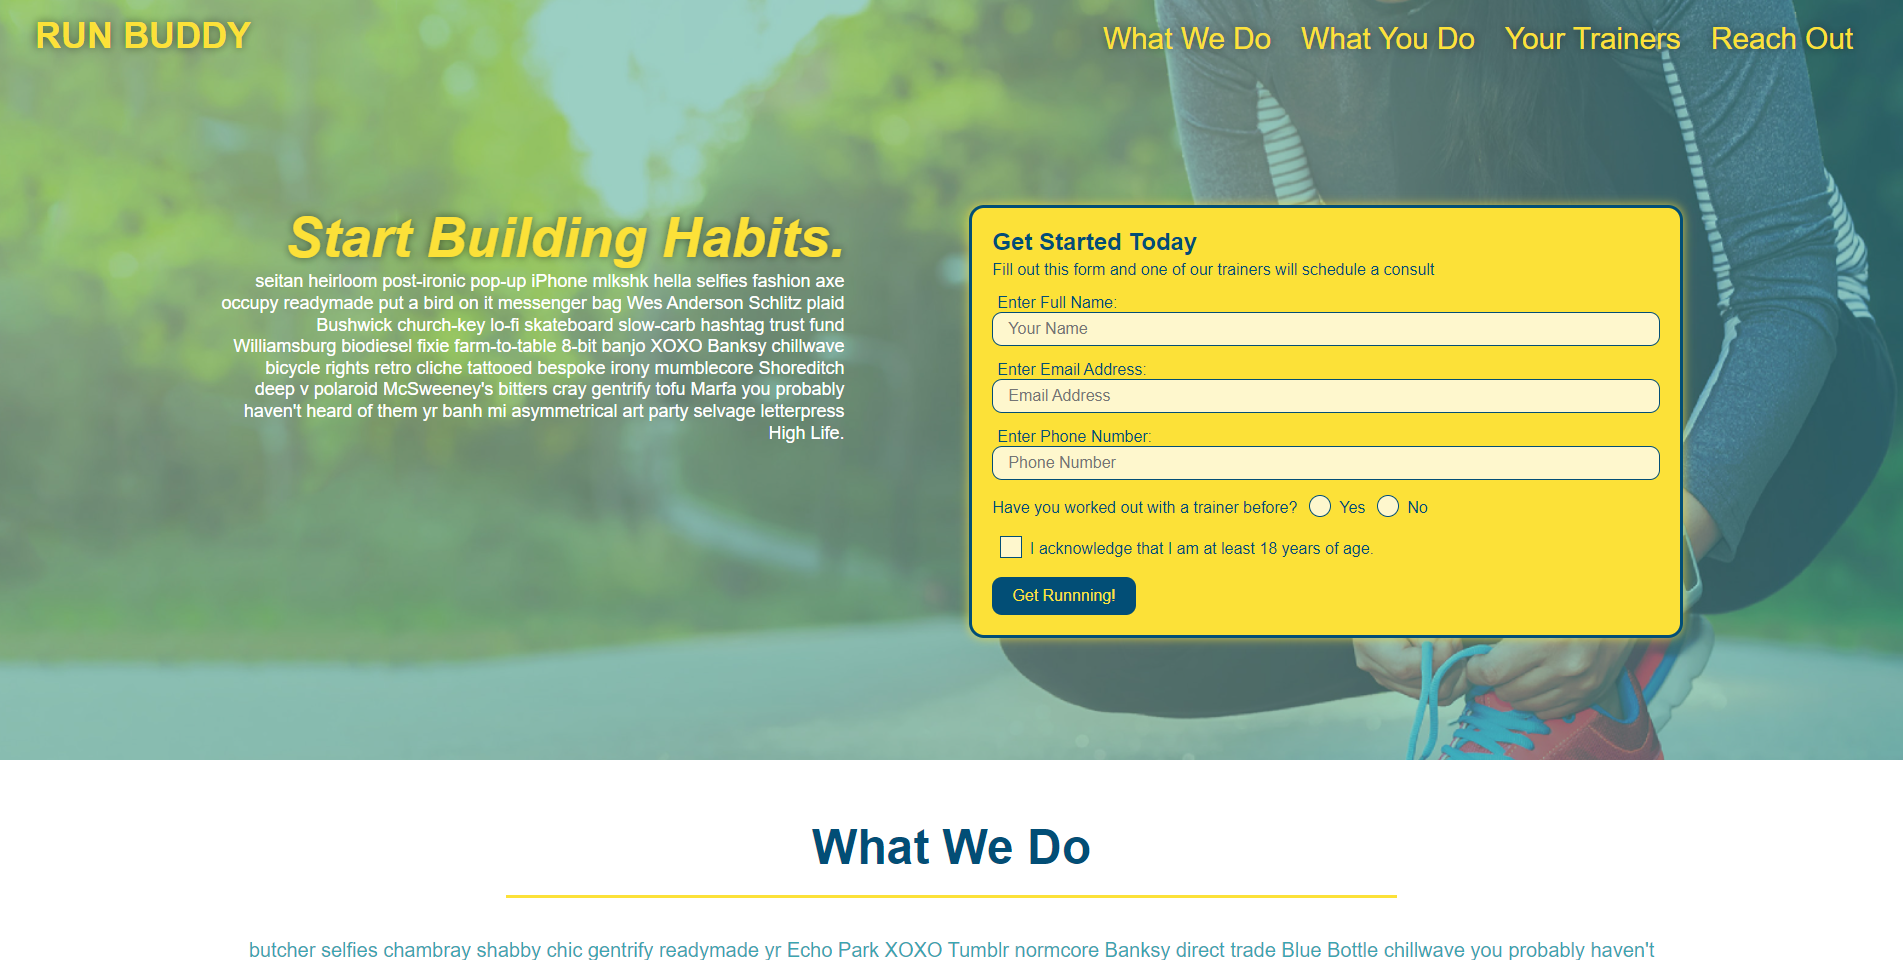 RUN BUDDY
What We Do What You Do Your Trainers Reach Out
Start Building Habits.
seitan heirloom post-ironic pop-up iPhone mlkshk hella selfies fashion axe
occupy readymade put a bird on it messenger bag Wes Anderson Schlitz plaid
Bushwick church-key lo-fi skateboard slow-carb hashtag trust fund
Williamsburg biodiesel fixie farm-to-table 8-bit banjo XOXO Banksy chillwave
bicycle rights retro cliche tattooed bespoke irony mumblecore Shoreditch
deep v polaroid McSweeney's bitters cray gentrify tofu Marfa you probably
haven't heard of them yr banh mi asymmetrical art party selvage letterpress
High Life.
Get Started Today
Fill out this form and one of our trainers will schedule a consult
Enter Full Name:
Your Name
Enter Email Address:
Email Address
Enter Phone Number:
Phone Number
Have you worked out with a trainer before? Yes No
I acknowledge that I am at least 18 years of age.
Get Runnning!
What We Do
butcher selfies chambray shabby chic gentrify readymade yr Echo Park XOXO Tumblr normcore Banksy direct trade Blue Bottle chillwave you probably haven't